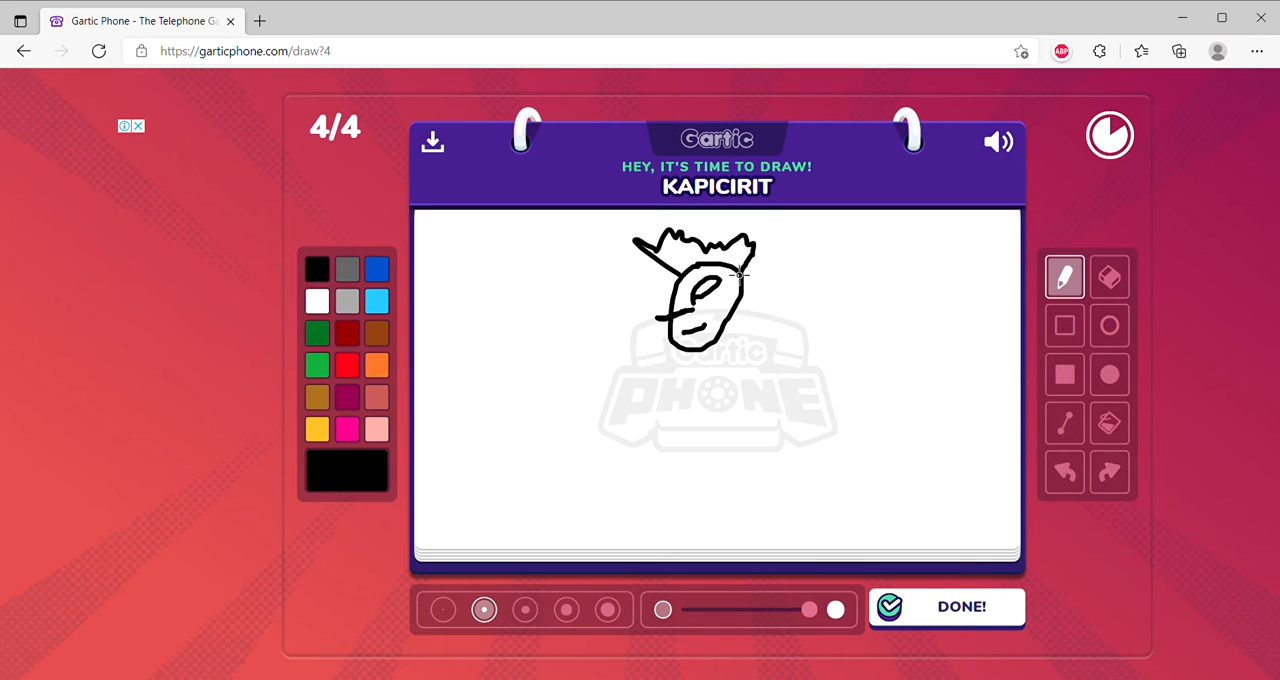 Gartic Phone - The Telephone Ga
https://garticphone.com/draw?4
ABP
4/4
Gartic
HEY, IT'S TIME TO DRAW!
KAPICIRIT
Gartic
PHONE
DONE!